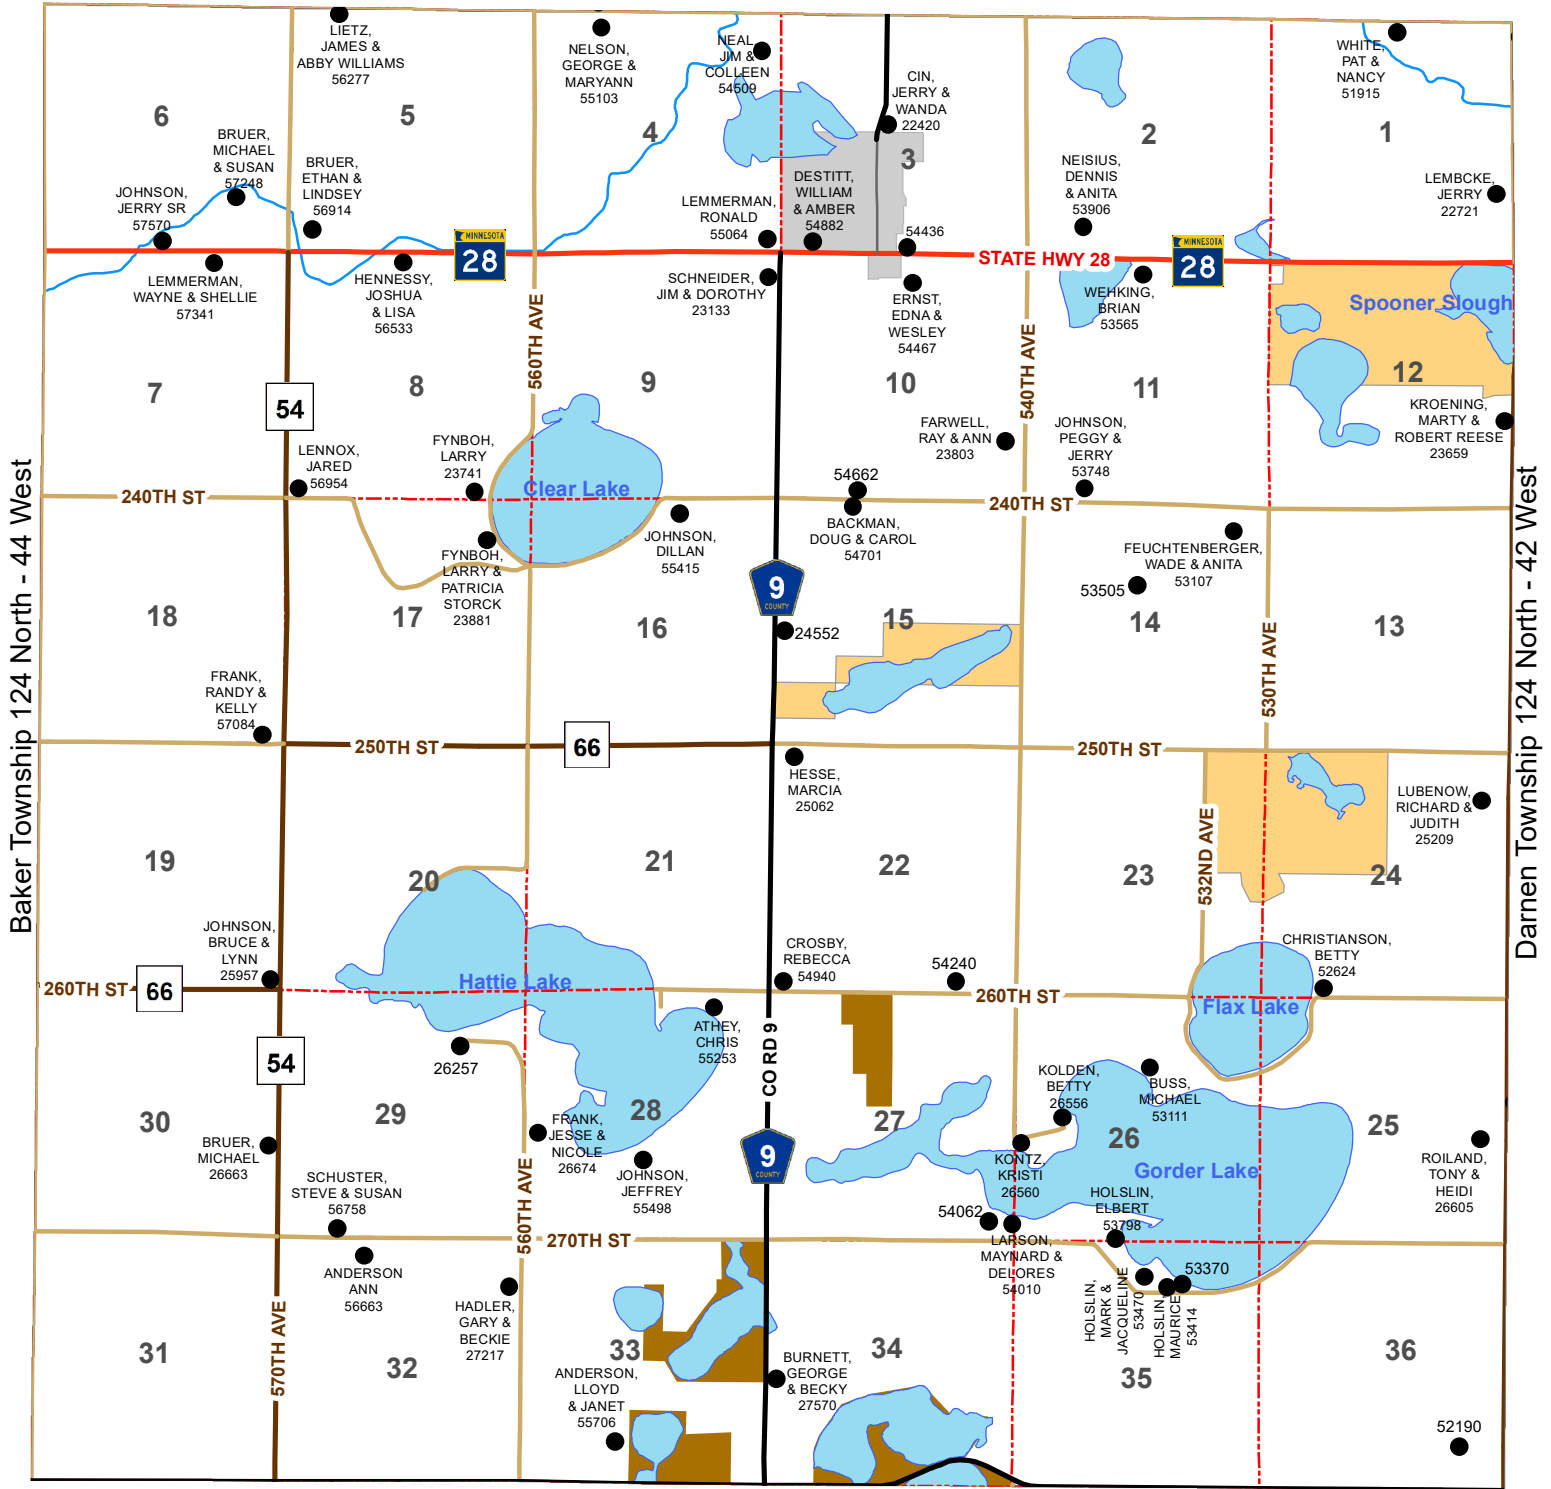 LIETZ,
JAMES &
ABBY WILLIAMS
56277
NELSON,
GEORGE &
MARYANN
55103
NEAL,
JIM &
COLLEEN
54509
CIN,
JERRY &
WANDA
22420
WHITE,
PAT &
NANCY
51915
6
5
4
3
2
1
BRUER,
MICHAEL
& SUSAN
57248
BRUER,
ETHAN &
LINDSEY
56914
JOHNSON,
JERRY SR
57570
LEMMERMAN,
RONALD
55064
DESTITT,
WILLIAM
& AMBER
54882
54436
NEISIUS,
DENNIS
& ANITA
53906
LEMBCKE,
JERRY
22721
MINNESOTA
28
STATE HWY 28
MINNESOTA
28
LEMMERMAN,
WAYNE & SHELLIE
57341
HENNESSY,
JOSHUA
& LISA
56533
SCHNEIDER,
JIM & DOROTHY
23133
ERNST,
EDNA &
WESLEY
54467
WEHKING,
BRIAN
53565
Spooner Slough
560TH AVE
540TH AVE
7
8
9
10
11
12
54
KROENING,
MARTY &
ROBERT REESE
23659
LENNOX,
JARED
56954
FYNBOH,
LARRY
23741
FARWELL,
RAY & ANN
23803
JOHNSON,
PEGGY &
JERRY
53748
Clear Lake
54662
240TH ST
240TH ST
Baker Township 124 North - 44 West
Darnen Township 124 North - 42 West
FYNBOH,
LARRY &
PATRICIA
STORCK
23881
JOHNSON,
DILLAN
55415
BACKMAN,
DOUG & CAROL
54701
FEUCHTENBERGER,
WADE & ANITA
53107
53505
9
COUNTY
18
17
16
15
14
13
24552
530TH AVE
FRANK,
RANDY &
KELLY
57084
250TH ST
66
250TH ST
HESSE,
MARCIA
25062
LUBENOW,
RICHARD &
JUDITH
25209
532ND AVE
19
20
21
22
23
24
JOHNSON,
BRUCE &
LYNN
25957
CROSBY,
REBECCA
54940
54240
CHRISTIANSON,
BETTY
52624
Hattie Lake
260TH ST
66
260TH ST
Flax Lake
ATHEY,
CHRIS
55253
CO RD 9
54
26257
KOLDEN,
BETTY
26556
BUSS,
MICHAEL
53111
30
29
28
27
26
25
BRUER,
MICHAEL
26663
FRANK,
JESSE &
NICOLE
26674
9
COUNTY
KONTZ,
KRISTI
26560
Gorder Lake
ROILAND,
TONY &
HEIDI
26605
SCHUSTER,
STEVE & SUSAN
56758
JOHNSON,
JEFFREY
55498
HOLSLIN,
ELBERT
53798
54062
560TH AVE
270TH ST
LARSON,
MAYNARD &
DELORES
54010
ANDERSON
ANN
56663
HADLER,
GARY &
BECKIE
27217
HOLSLIN,
MARK &
JACQUELINE
53470
HOLSLIN,
MAURICE
53414
53370
570TH AVE
31
32
33
34
35
36
ANDERSON,
LLOYD
& JANET
55706
BURNETT,
GEORGE
& BECKY
27570
52190